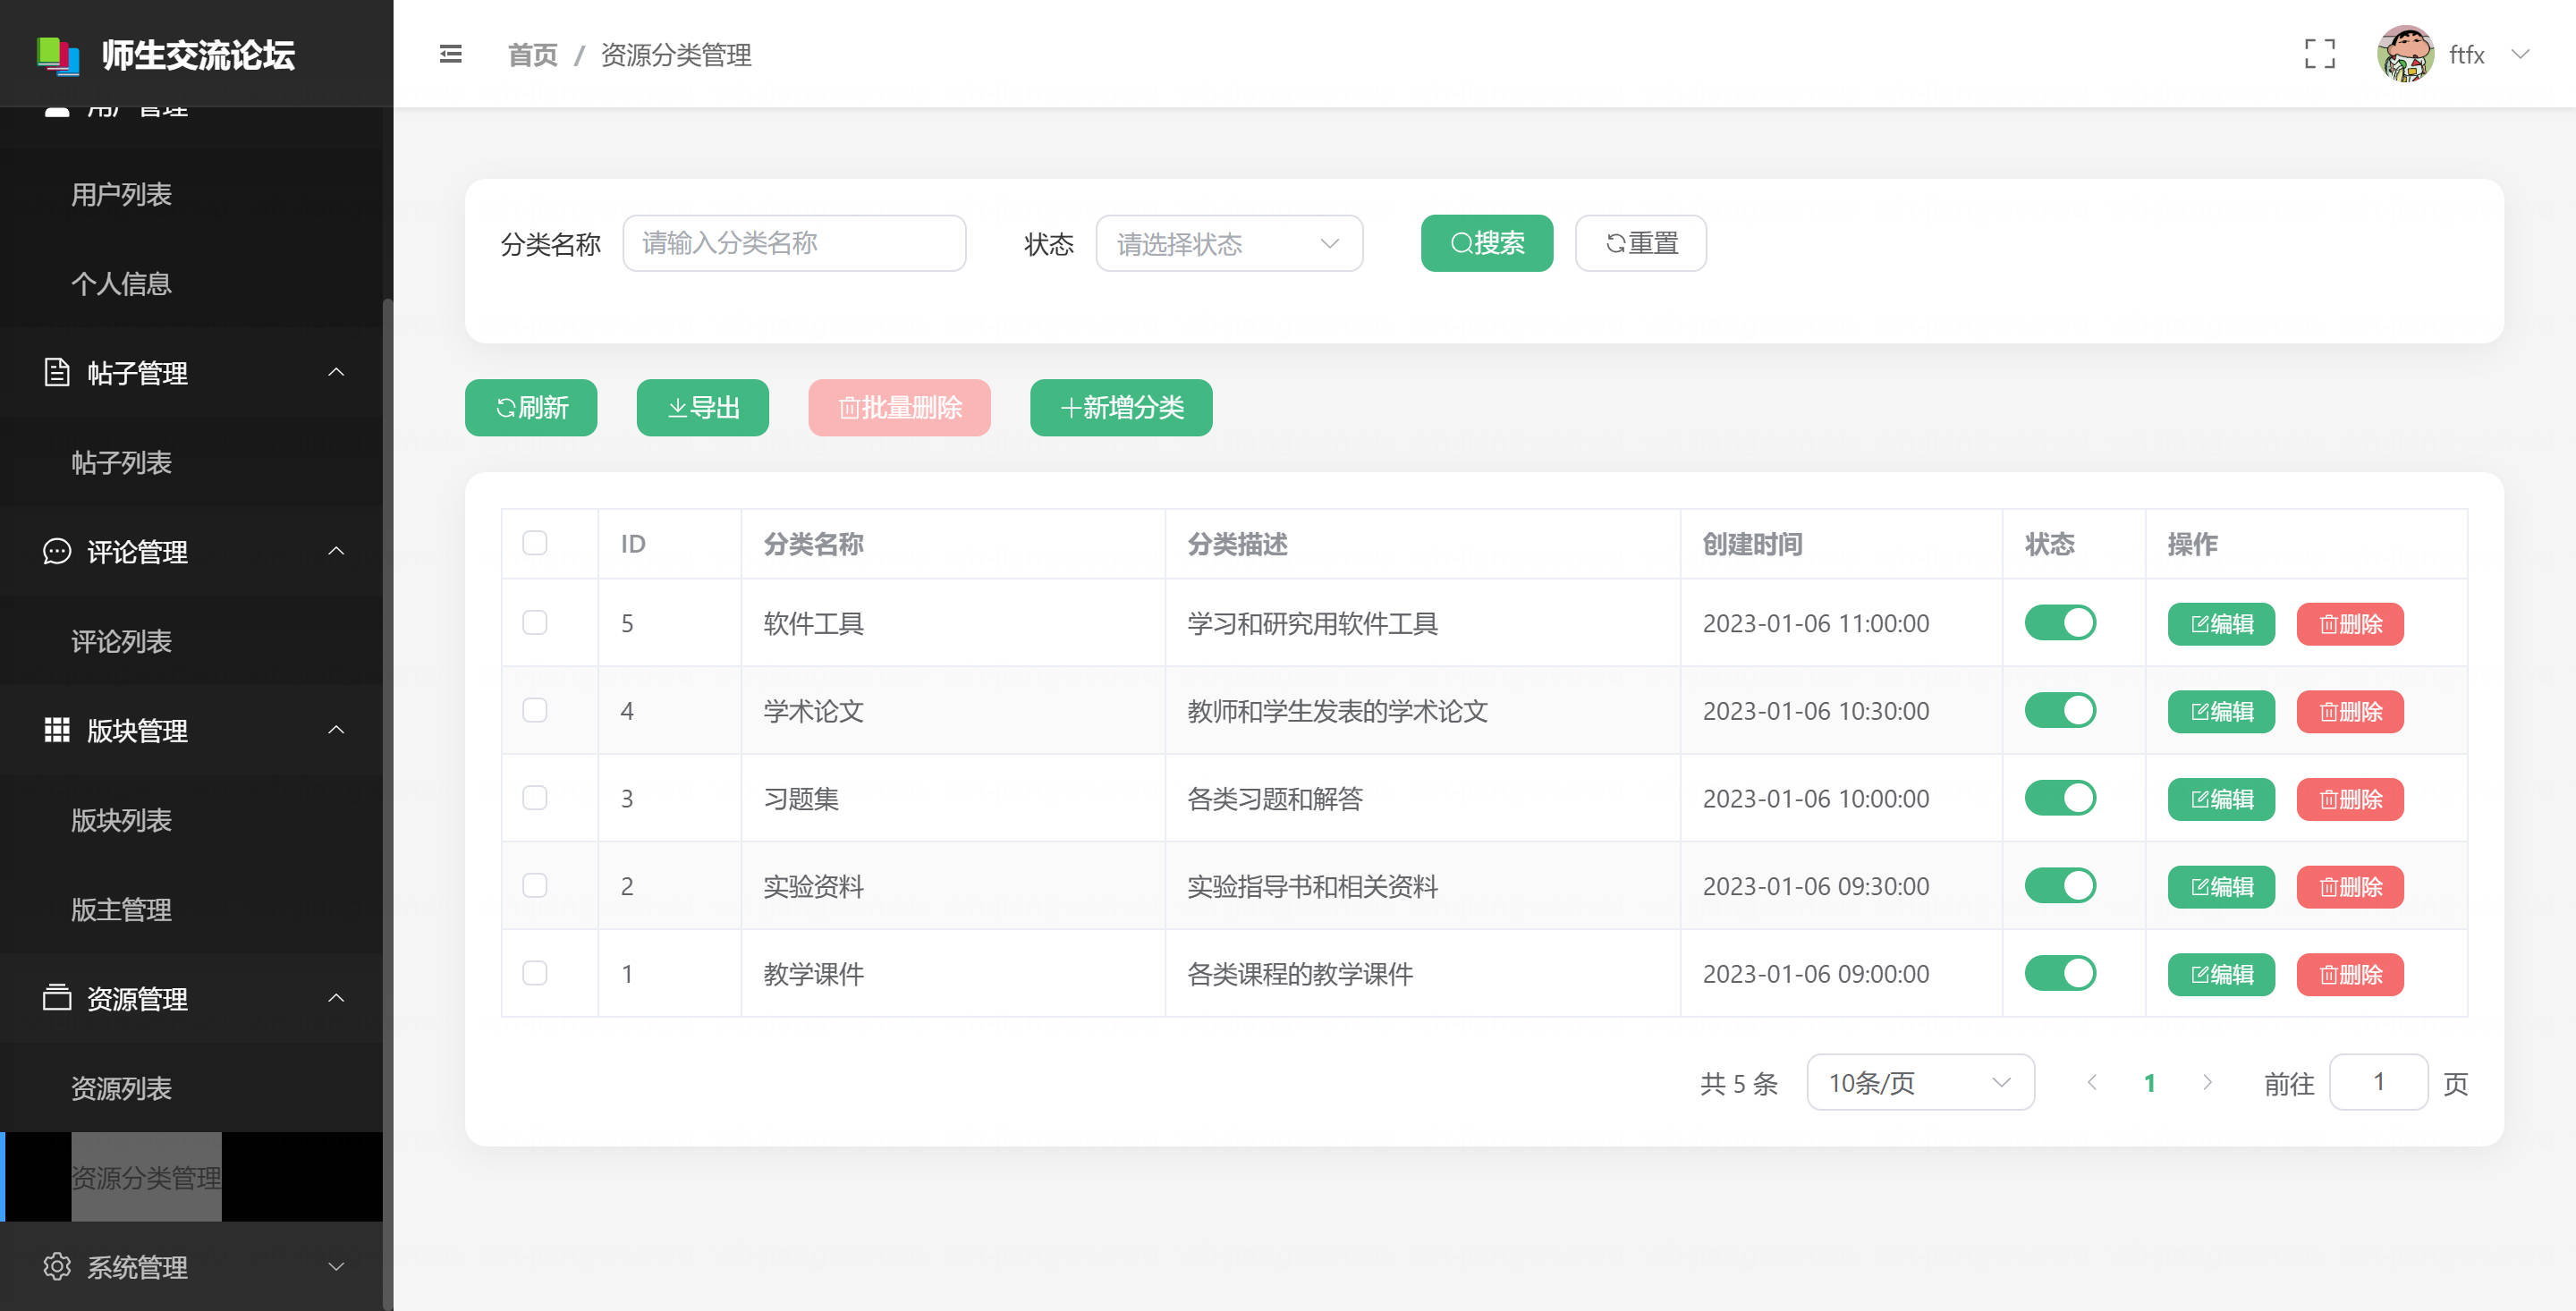 师生交流论坛
首页 / 资源分类管理
ftfx
用户管理
用户列表
个人信息
帖子管理
帖子列表
评论管理
评论列表
版块管理
版块列表
版主管理
资源管理
资源列表
资源分类管理
系统管理
分类名称 请输入分类名称 状态 请选择状态 搜索 重置
刷新 导出 批量删除 新增分类
ID 分类名称 分类描述 创建时间 状态 操作
5 软件工具 学习和研究用软件工具 2023-01-06 11:00:00 编辑 删除
4 学术论文 教师和学生发表的学术论文 2023-01-06 10:30:00 编辑 删除
3 习题集 各类习题和解答 2023-01-06 10:00:00 编辑 删除
2 实验资料 实验指导书和相关资料 2023-01-06 09:30:00 编辑 删除
1 教学课件 各类课程的教学课件 2023-01-06 09:00:00 编辑 删除
共 5 条 10条/页 1 前往 1 页